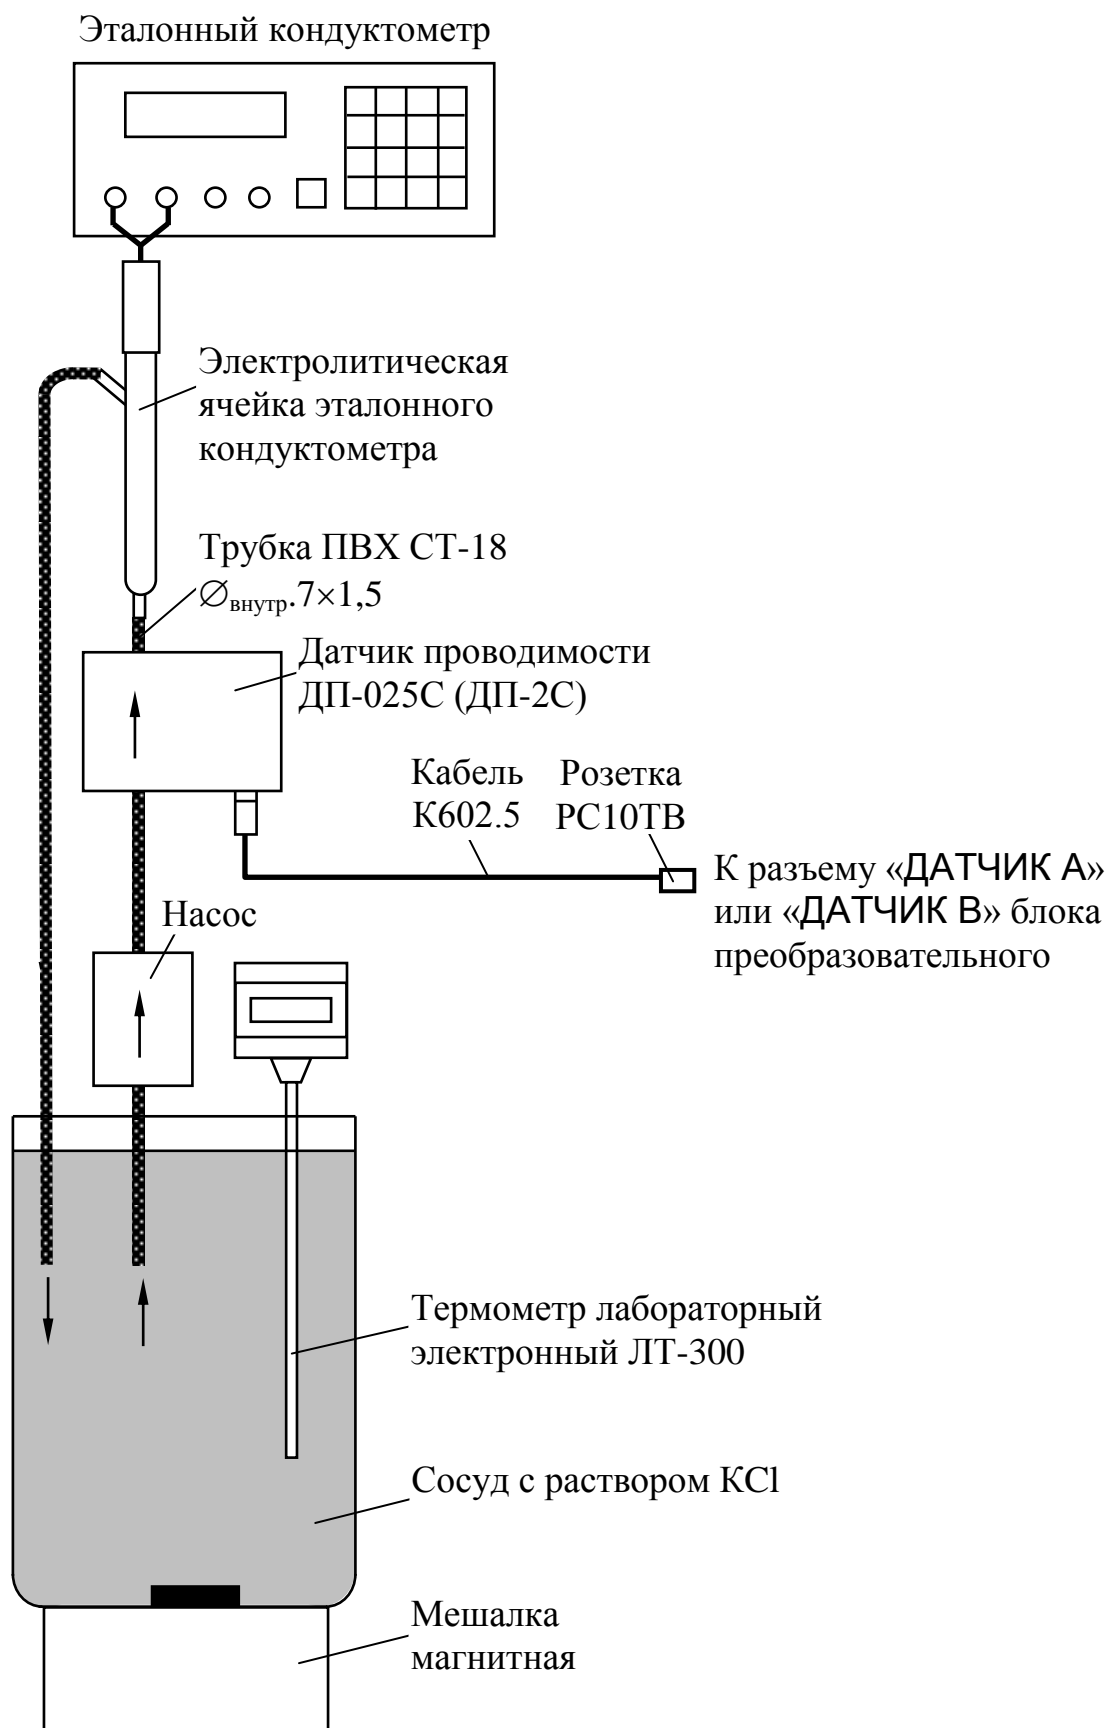 Эталонный кондуктометр
Электролитическая
ячейка эталонного
кондуктометра
Трубка ПВХ СТ-18
∅внутр.7×1,5
Датчик проводимости
ДП-025С (ДП-2С)
Кабель
К602.5
Розетка
РС10ТВ
К разъему «ДАТЧИК А»
или «ДАТЧИК В» блока
преобразовательного
Насос
Термометр лабораторный
электронный ЛТ-300
Сосуд с раствором KCl
Мешалка
магнитная